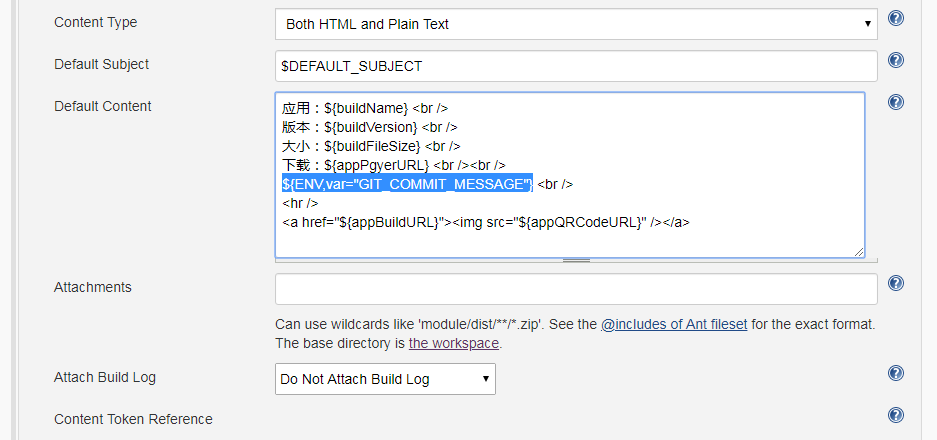 Content Type
Both HTML and Plain Text
Default Subject
$DEFAULT_SUBJECT
Default Content
应用：${buildName} <br />
版本：${buildVersion} <br />
大小：${buildFileSize} <br />
下载：${appPgyerURL} <br /><br />
${ENV,var="GIT_COMMIT_MESSAGE"} <br />
<hr />
<a href="${appBuildURL}"><img src="${appQRCodeURL}" /></a>
Attachments
Can use wildcards like 'module/dist/**/*.zip'. See the @includes of Ant fileset for the exact format.
The base directory is the workspace.
Attach Build Log
Do Not Attach Build Log
Content Token Reference